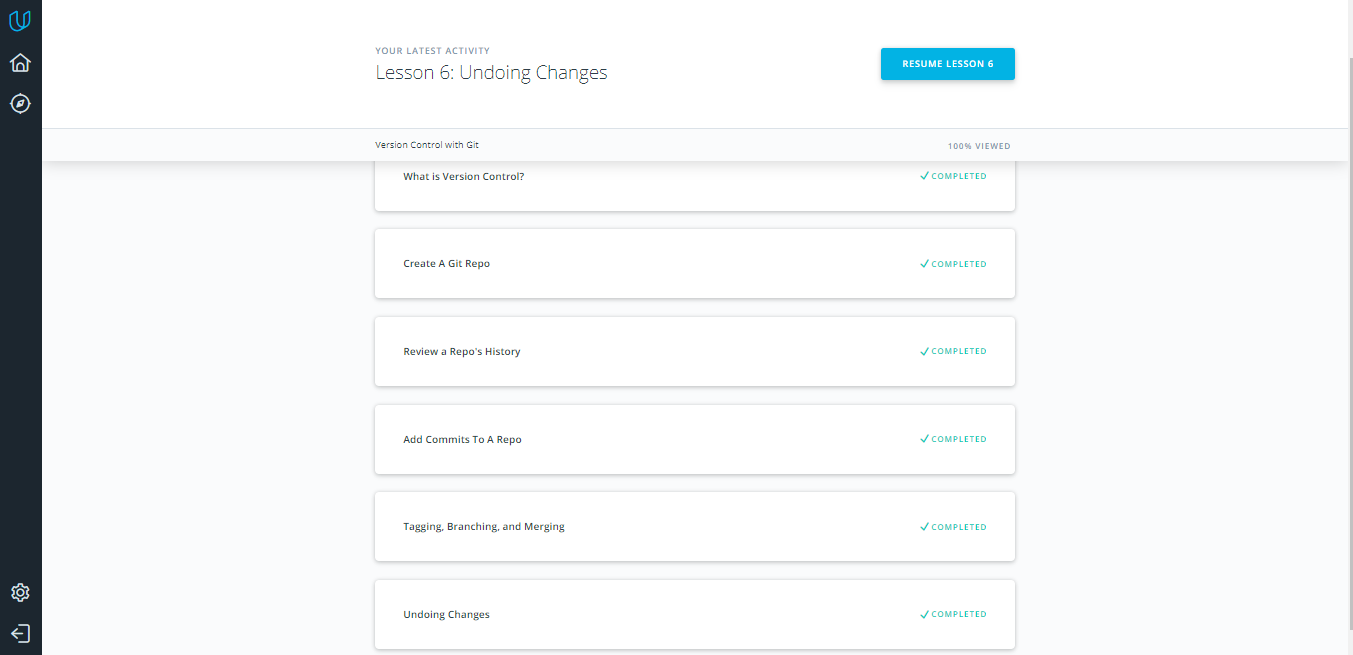 YOUR LATEST ACTIVITY
Lesson 6: Undoing Changes
RESUME LESSON 6
Version Control with Git
100% VIEWED
What is Version Control?
COMPLETED
Create A Git Repo
COMPLETED
Review a Repo's History
COMPLETED
Add Commits To A Repo
COMPLETED
Tagging, Branching, and Merging
COMPLETED
Undoing Changes
COMPLETED